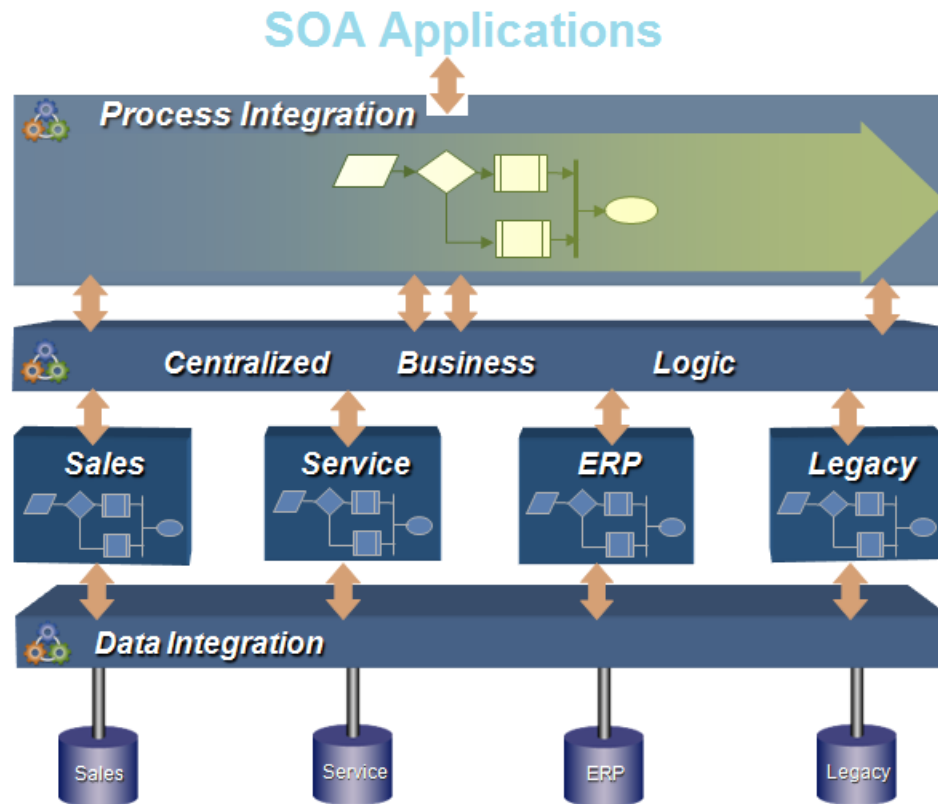 SOA Applications
Process Integration
Centralized Business Logic
Sales Service ERP Legacy
Data Integration
Sales Service ERP Legacy